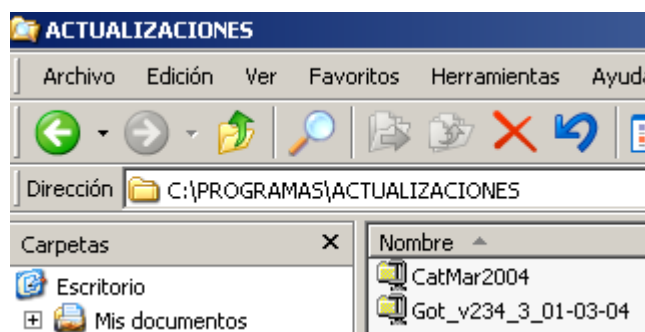 ACTUALIZACIONES
Archivo Edición Ver Favoritos Herramientas
Dirección C:\PROGRAMAS\ACTUALIZACIONES
Carpetas X Nombre
Escritorio CatMar2004
Mis documentos Got_v234_3_01-03-04